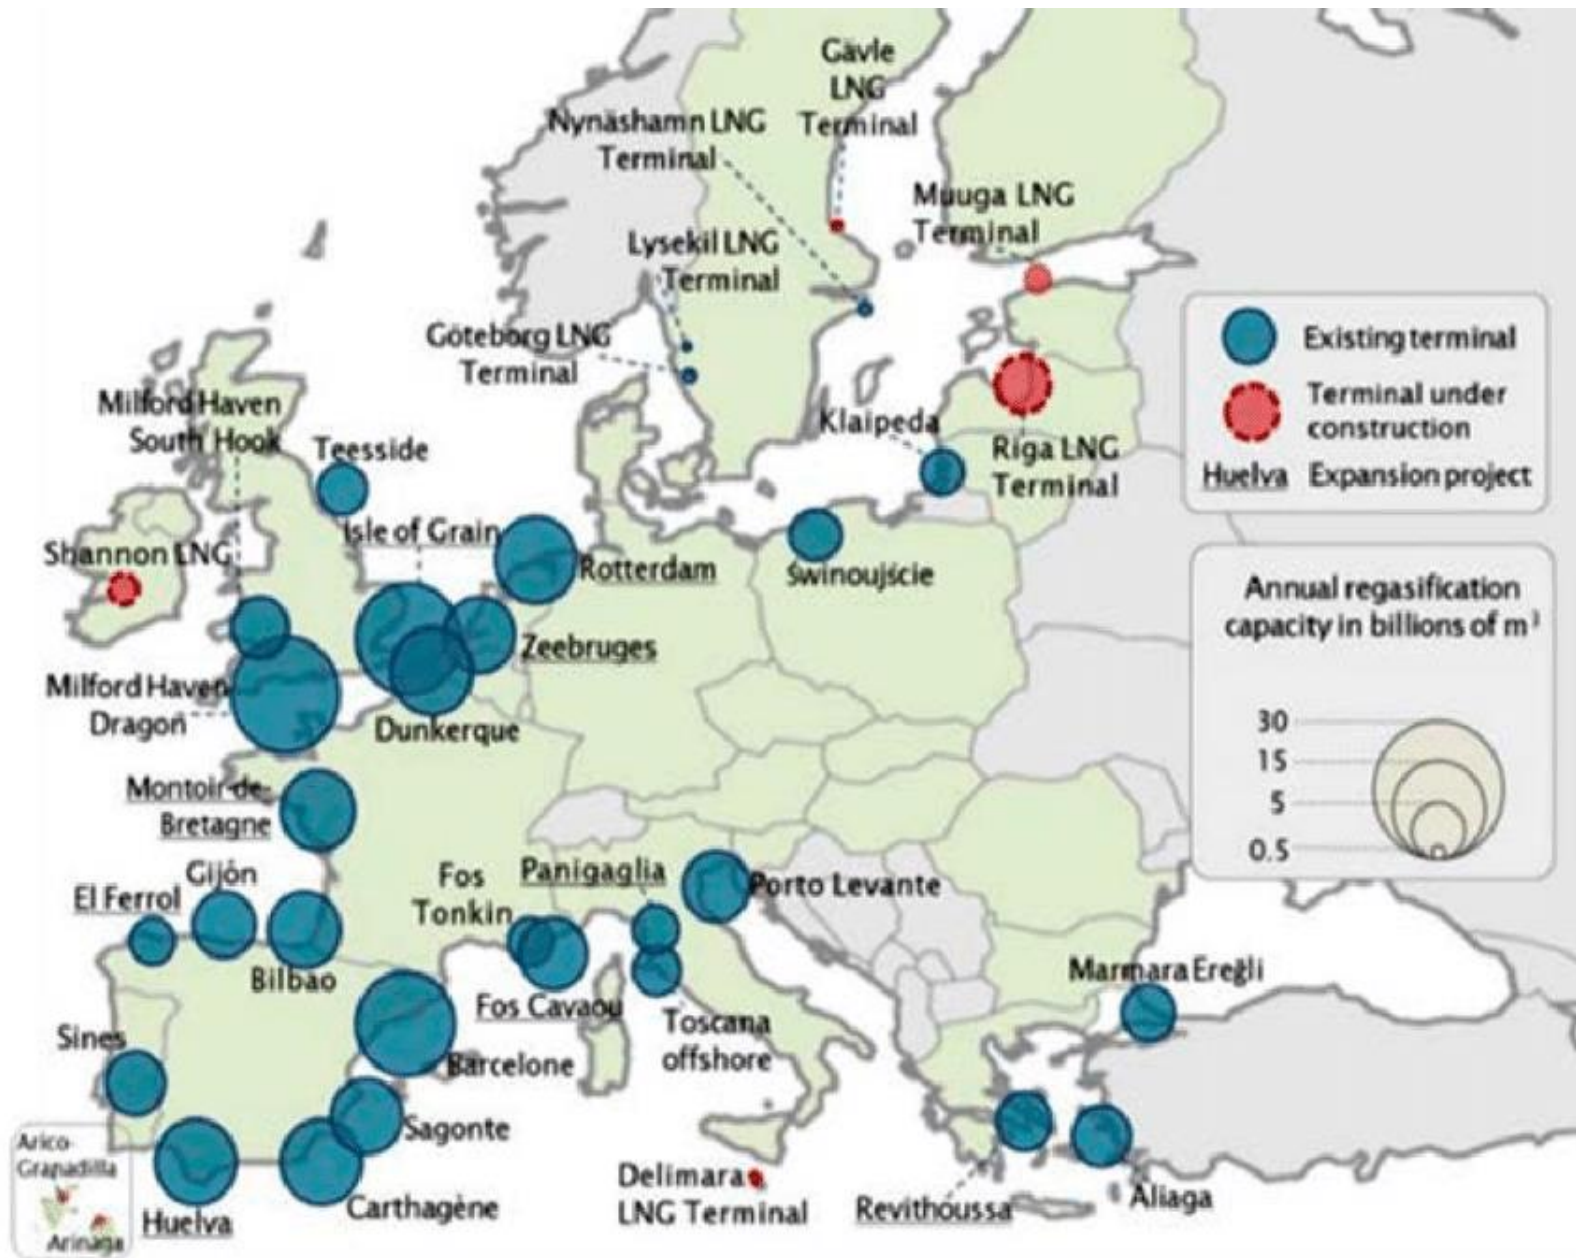 Gävle
LNG
Terminal
Nynäshamn LNG
Terminal
Muuga LNG
Terminal
Lysekil LNG
Terminal
Göteborg LNG
Terminal
Existing terminal
Terminal under
construction
Huelva Expansion project
Milford Haven
South Hook
Teesside
Klaipeda
Riga LNG
Terminal
Isle of Grain
Shannon LNG
Rotterdam
Świnoujście
Annual regasification
capacity in billions of m³
30
15
5
0.5
Zeebruges
Milford Haven
Dragon
Dunkerque
Montoir-de-
Bretagne
Gijón
El Ferrol
Fos
Tonkin
Panigaglia
Porto Levante
Bilbao
Fos Cavaou
Marmara Ereğli
Toscana
offshore
Sines
Barcelone
Sagonte
Arico-
Granadilla
Arinaga
Huelva
Carthagène
Delimara
LNG Terminal
Revithoussa
Aliaga